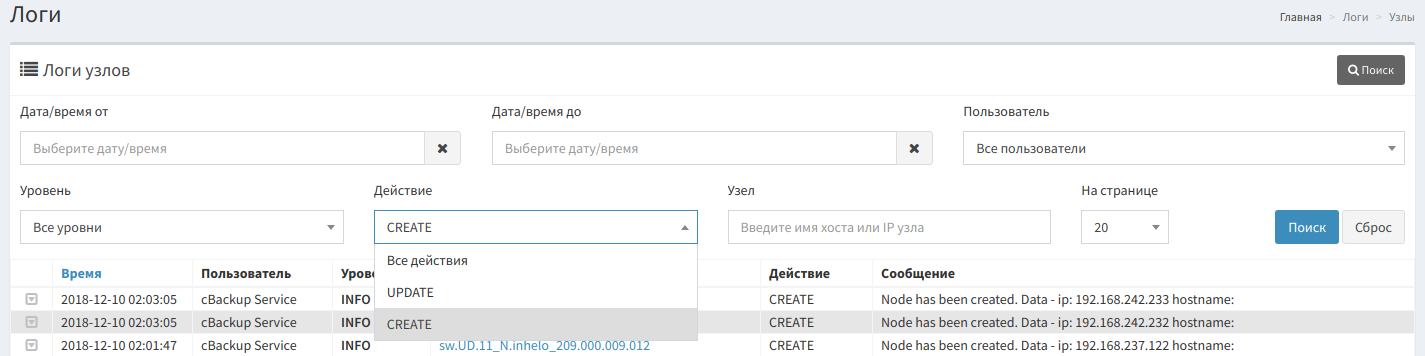 Логи
Главная > Логи > Узлы
Логи узлов
Поиск
Дата/время от
Дата/время до
Пользователь
Выберите дату/время
Выберите дату/время
Все пользователи
Уровень
Действие
Узел
На странице
Все уровни
CREATE
Введите имя хоста или IP узла
20
Поиск
Сброс
Все действия
UPDATE
CREATE
Время Пользователь Действие Сообщение
2018-12-10 02:03:05 cBackup Service INFO CREATE Node has been created. Data - ip: 192.168.242.233 hostname:
2018-12-10 02:03:05 cBackup Service INFO CREATE Node has been created. Data - ip: 192.168.242.232 hostname:
2018-12-10 02:01:47 cBackup Service INFO sw.UD.11_N.inhelo_209.000.009.012 CREATE Node has been created. Data - ip: 192.168.237.122 hostname: